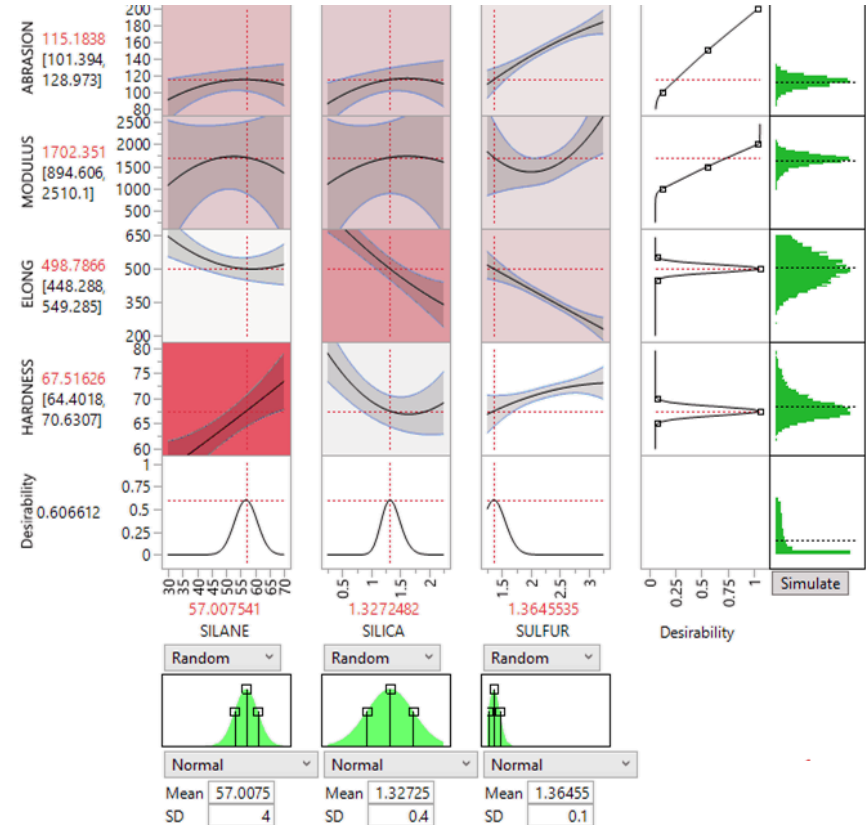 ABRASION
115.1838
[101.394,
128.973]
200
180
160
140
120
100
80
MODULUS
1702.351
[894.606,
2510.1]
2500
2000
1500
1000
500
ELONG
498.7866
[448.288,
549.285]
650
500
350
200
HARDNESS
67.51626
[64.4018,
70.6307]
80
75
70
65
60
Desirability
0.606612
1
0.75
0.5
0.25
0
30 35 40 45 50 55 60 65 70
0.5 1 1.5 2
1.5 2 2.5 3
0 0.25 0.5 0.75 1
Simulate
57.007541 1.3272482 1.3645535
SILANE SILICA SULFUR Desirability
Random Random Random
Normal Normal Normal
Mean 57.0075 Mean 1.32725 Mean 1.36455
SD 4 SD 0.4 SD 0.1